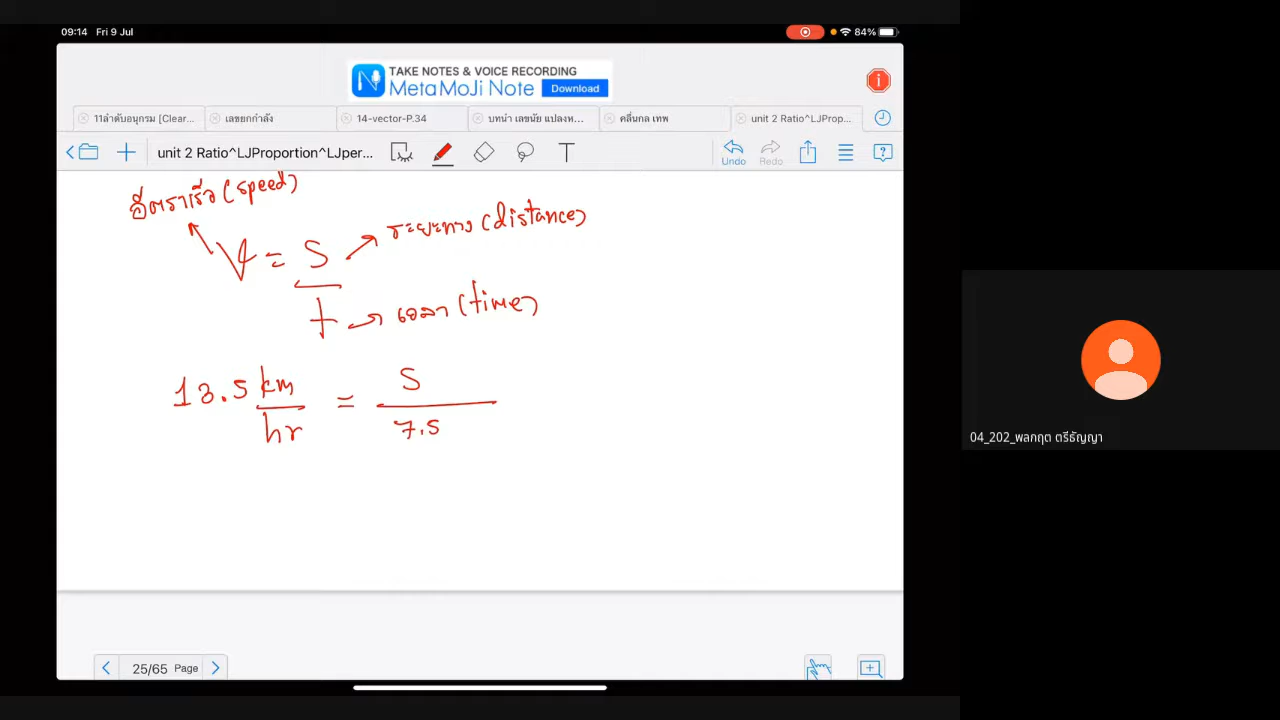 09:14 Fri 9 Jul
84%
TAKE NOTES & VOICE RECORDING
MetaMoJi Note Download
11ลำดับอนุกรม [Clear...
เลขยกกำลัง
14-vector-P.34
บทนำ เลขนัย แปลงห...
คลื่นกล เทพ
unit 2 Ratio^LJProp...
unit 2 Ratio^LJProportion^LJper...
Undo
Redo
อัตราเร็ว (speed)
V = S
t
ระยะทาง (distance)
เวลา (time)
13.5 km = S
hr 7.5
25/65 Page
04_202_พลกฤต ตรีธัญญา